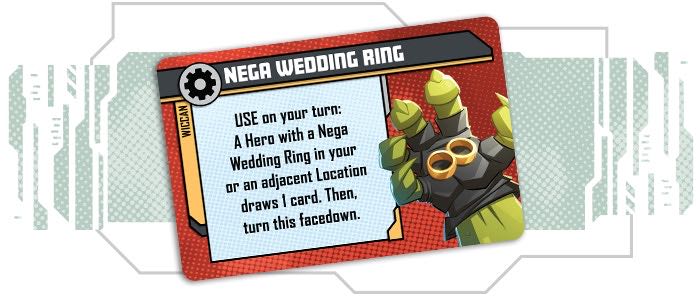 NEGA WEDDING RING
WICCAN
USE on your turn:
A Hero with a Nega
Wedding Ring in your
or an adjacent Location
draws 1 card. Then,
turn this facedown.